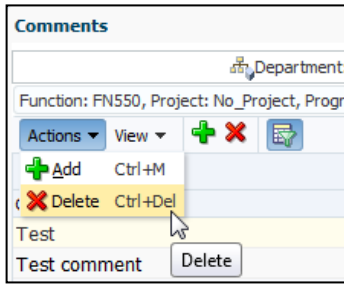 Comments
Department
Function: FN550, Project: No_Project, Progr
Actions View
Add Ctrl+M
Delete Ctrl+Del
Test
Test comment
Delete